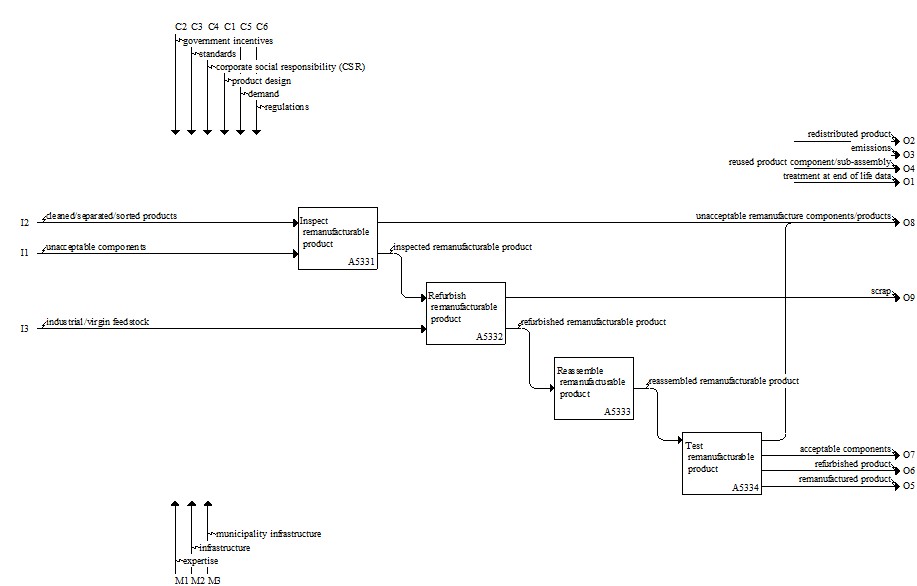 C2 C3 C4 C1 C5 C6
government incentives
standards
corporate social responsibility (CSR)
product design
demand
regulations
redistributed product
O2
emissions
O3
reused product component/sub-assembly
O4
treatment at end of life data
O1
I2
cleaned/separated/sorted products
Inspect
remanufacturable
product
A5331
unacceptable remanufacture components/products
O8
I1
unacceptable components
inspected remanufacturable product
Refurbish
remanufacturable
product
A5332
scrap
O9
I3
industrial/virgin feedstock
refurbished remanufacturable product
Reassemble
remanufacturable
product
A5333
reassembled remanufacturable product
Test
remanufacturable
product
A5334
acceptable components
O7
refurbished product
O6
remanufactured product
O5
municipality infrastructure
infrastructure
expertise
M1 M2 M3